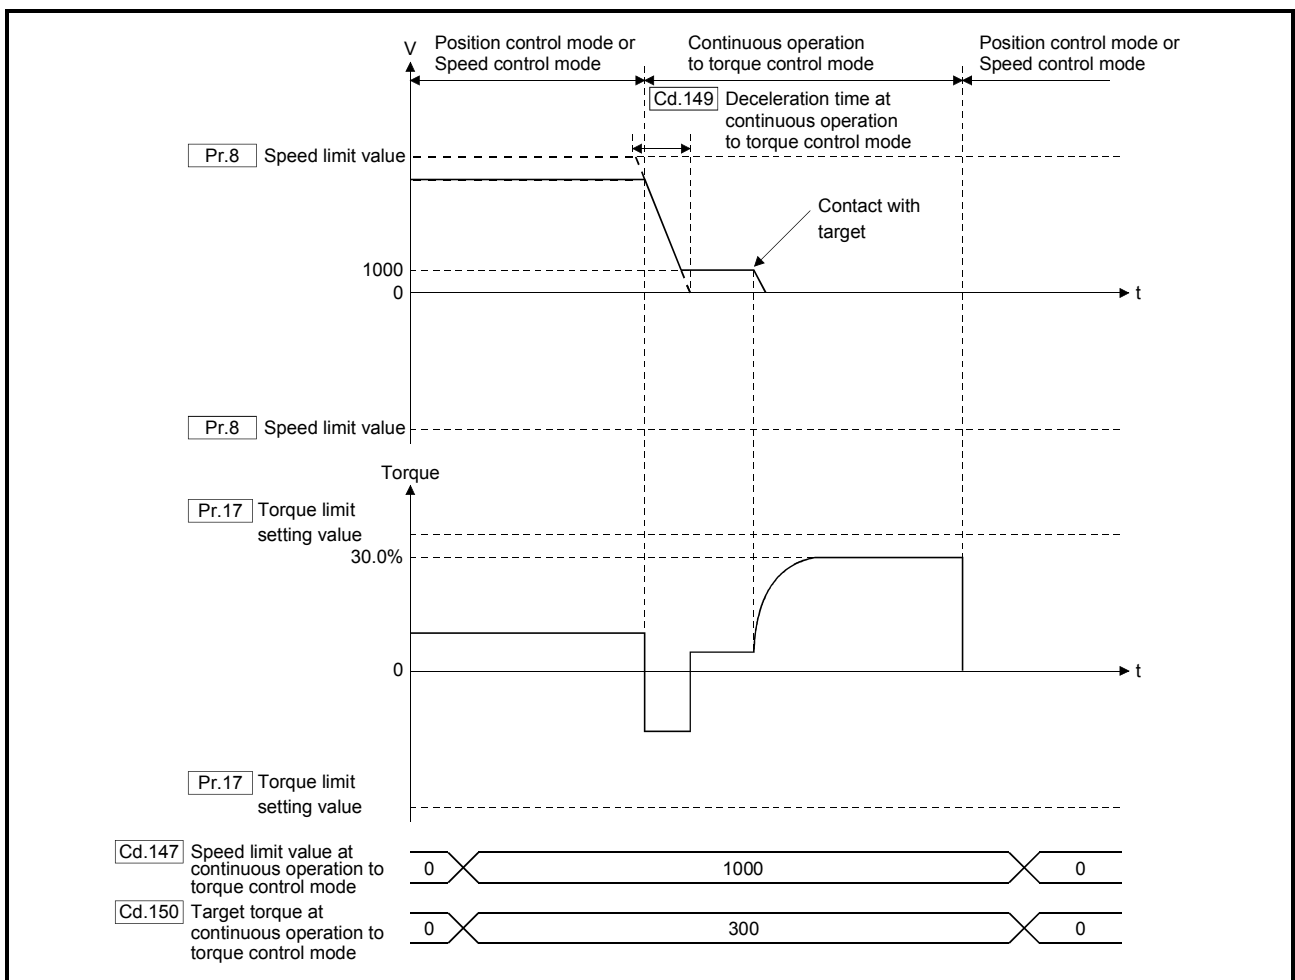 V
Position control mode or
Speed control mode
Continuous operation
to torque control mode
Position control mode or
Speed control mode
Cd.149 Deceleration time at
continuous operation
to torque control mode
Pr.8 Speed limit value
Contact with
target
1000
0
t
Pr.8 Speed limit value
Torque
Pr.17 Torque limit
setting value
30.0%
0
t
Pr.17 Torque limit
setting value
Cd.147 Speed limit value at
continuous operation to
torque control mode
0 1000 0
Cd.150 Target torque at
continuous operation to
torque control mode
0 300 0